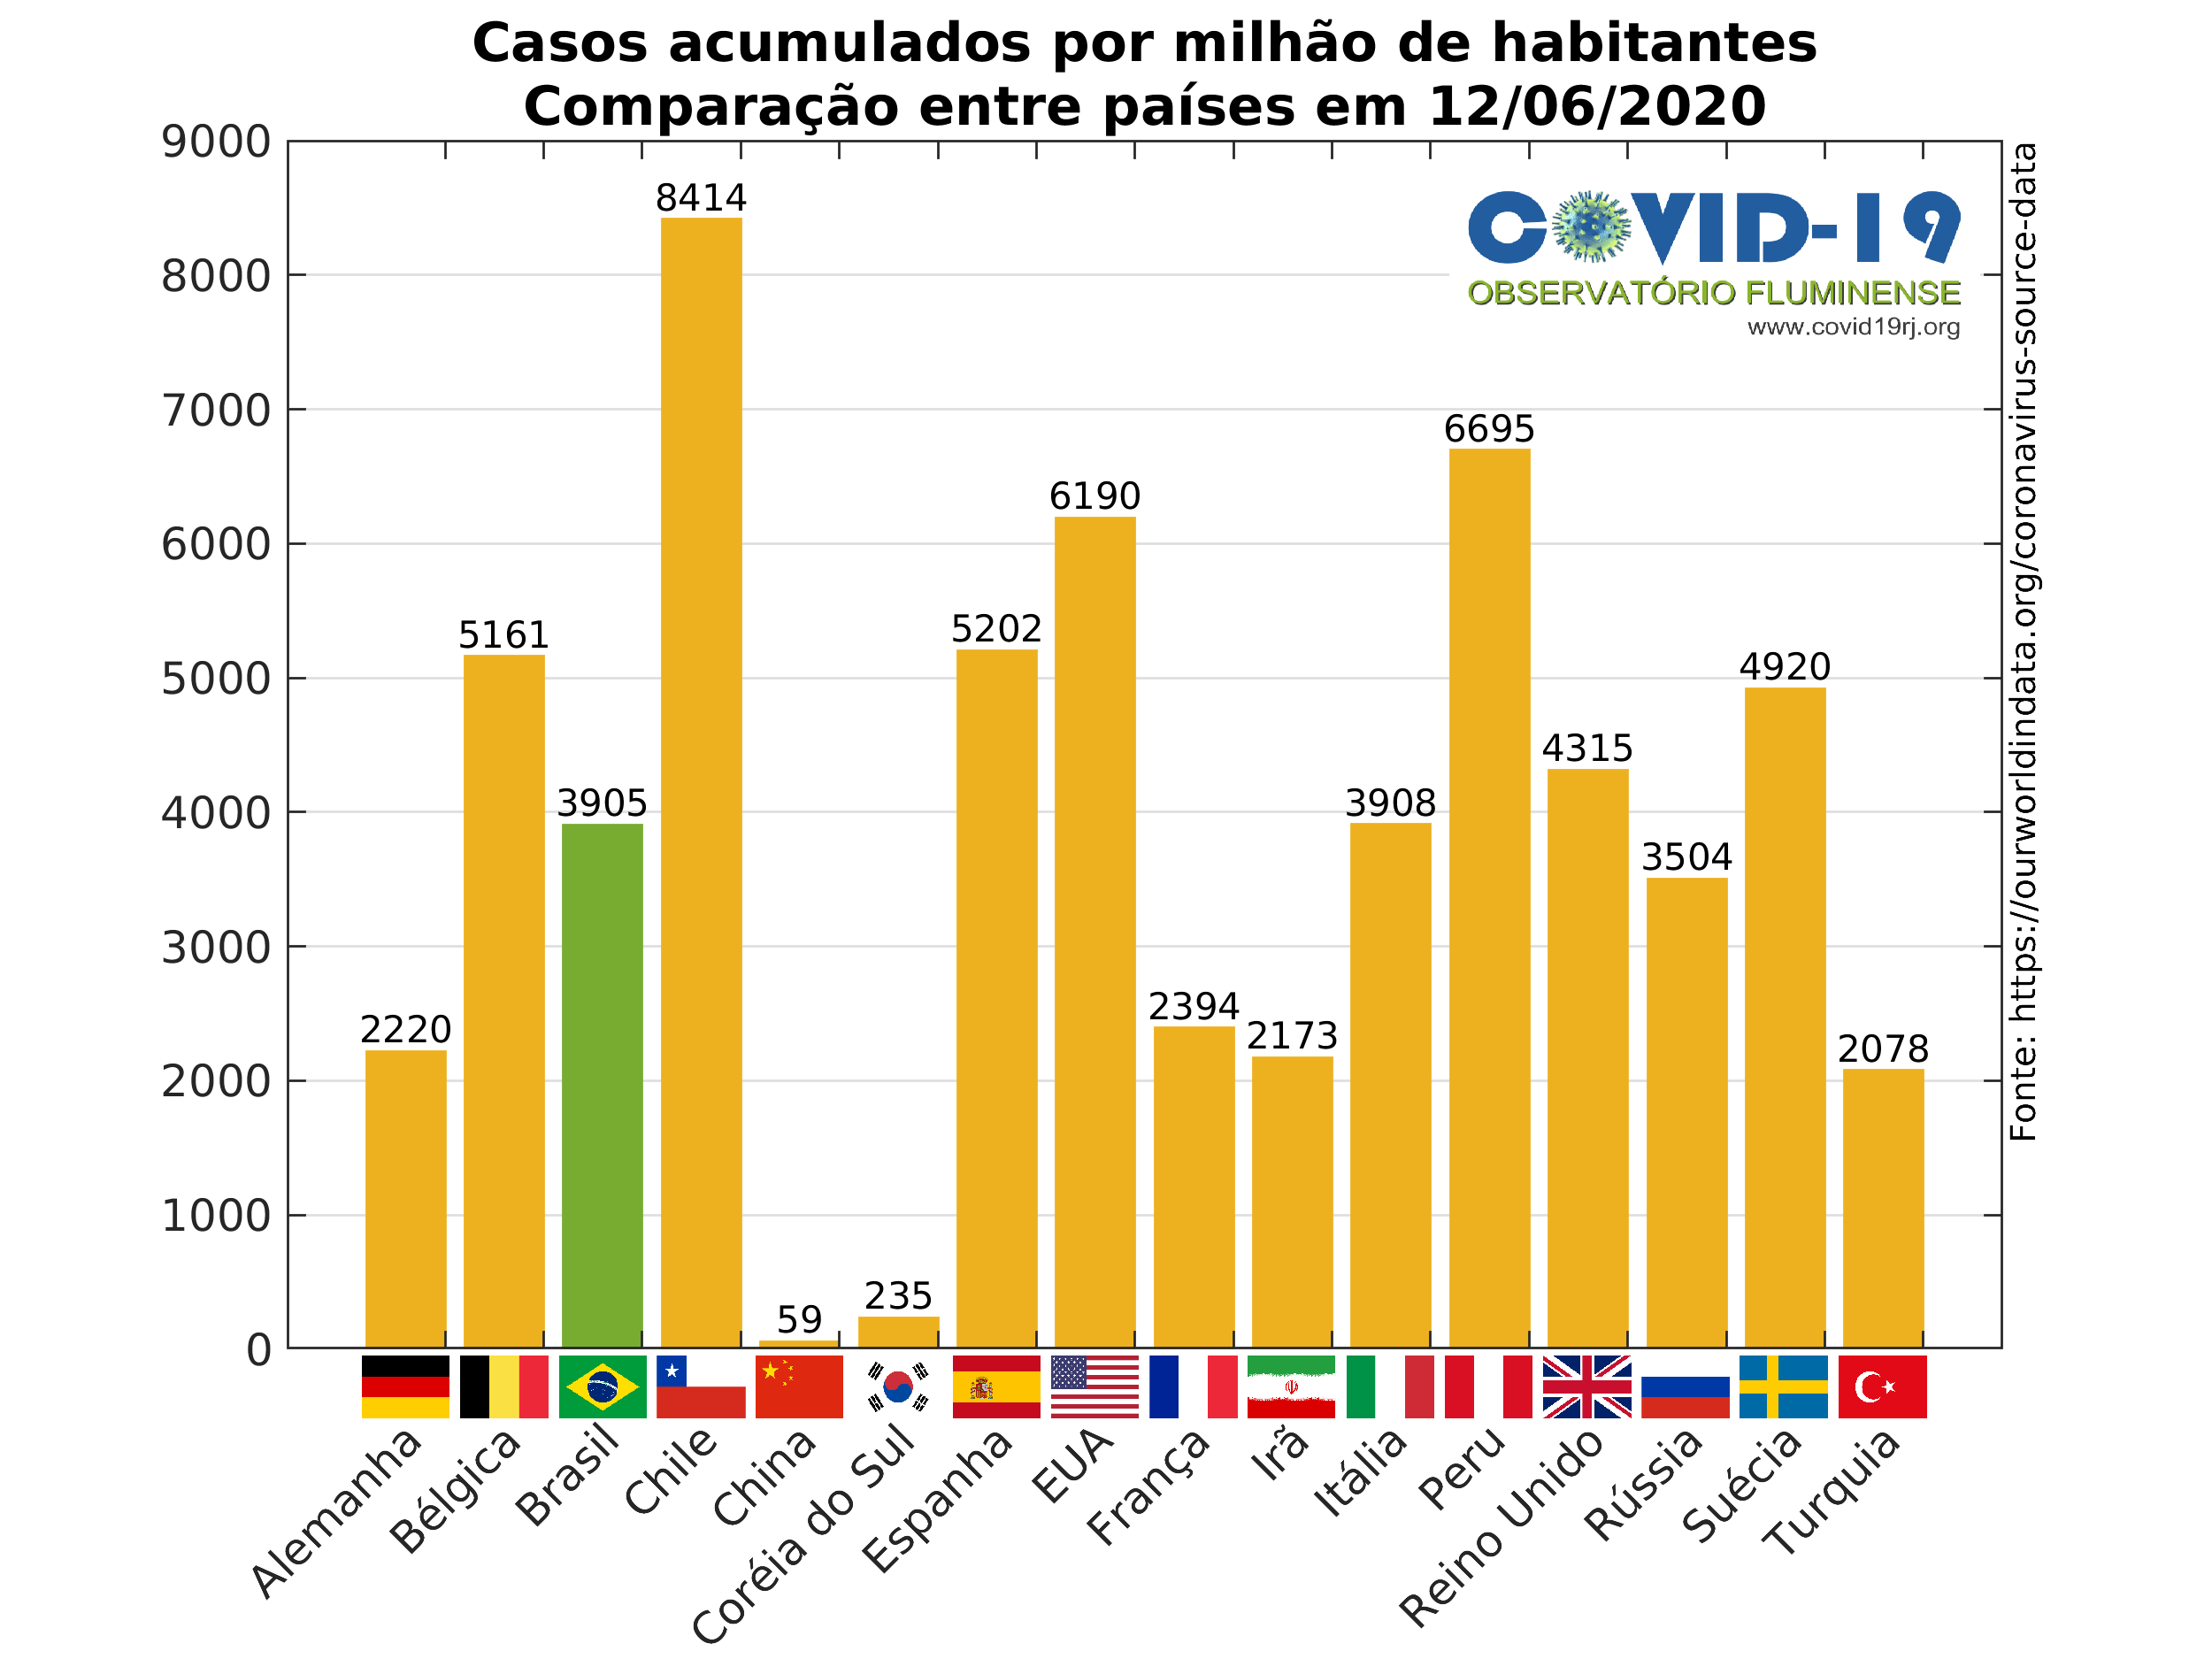 Casos acumulados por milhão de habitantes
Comparação entre países em 12/06/2020
9000
8000
7000
6000
5000
4000
3000
2000
1000
0
2220
5161
3905
8414
59
235
5202
6190
2394
2173
3908
6695
4315
3504
4920
2078
COVID-19
OBSERVATÓRIO FLUMINENSE
www.covid19rj.org
Fonte: https://ourworldindata.org/coronavirus-source-data
Alemanha
Bélgica
Brasil
Chile
China
Coréia do Sul
Espanha
EUA
França
Irã
Itália
Peru
Reino Unido
Rússia
Suécia
Turquia